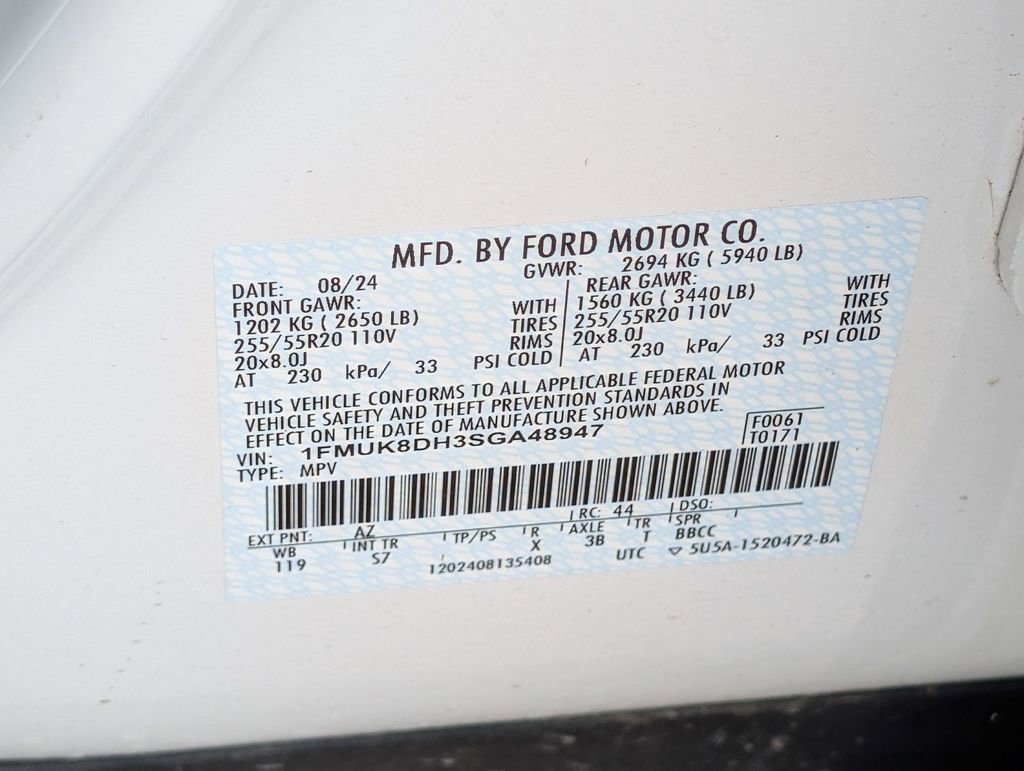 MFD. BY FORD MOTOR CO.
DATE: 08/24 GVWR: 2694 KG ( 5940 LB)
FRONT GAWR: REAR GAWR:
1202 KG ( 2650 LB) WITH 1560 KG ( 3440 LB) WITH
255/55R20 110V TIRES 255/55R20 110V TIRES
20x8.0J RIMS 20x8.0J RIMS
AT 230 kPa/ 33 PSI COLD AT 230 kPa/ 33 PSI COLD
THIS VEHICLE CONFORMS TO ALL APPLICABLE FEDERAL MOTOR
VEHICLE SAFETY AND THEFT PREVENTION STANDARDS IN
EFFECT ON THE DATE OF MANUFACTURE SHOWN ABOVE.
VIN: 1FMUK8DH3SGA48947 F0061
TYPE: MPV T0171
EXT PNT: AZ RC: 44 DSO:
WB INT TR TP/PS R AXLE TR SPR
119 S7 X 3B T BBCC
1202408135408 UTC ▽ 5U5A-1520472-BA